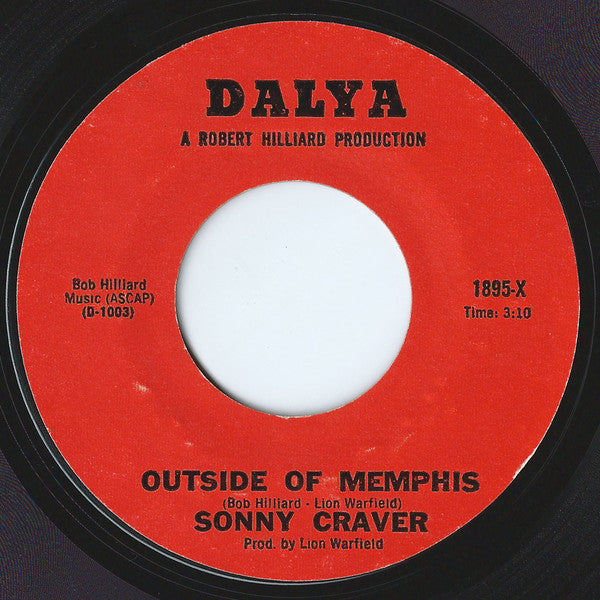 DALYA
A ROBERT HILLIARD PRODUCTION
Bob Hilliard
Music (ASCAP)
(D-1003)
1895-X
Time: 3:10
OUTSIDE OF MEMPHIS
(Bob Hilliard - Lion Warfield)
SONNY CRAVER
Prod. by Lion Warfield